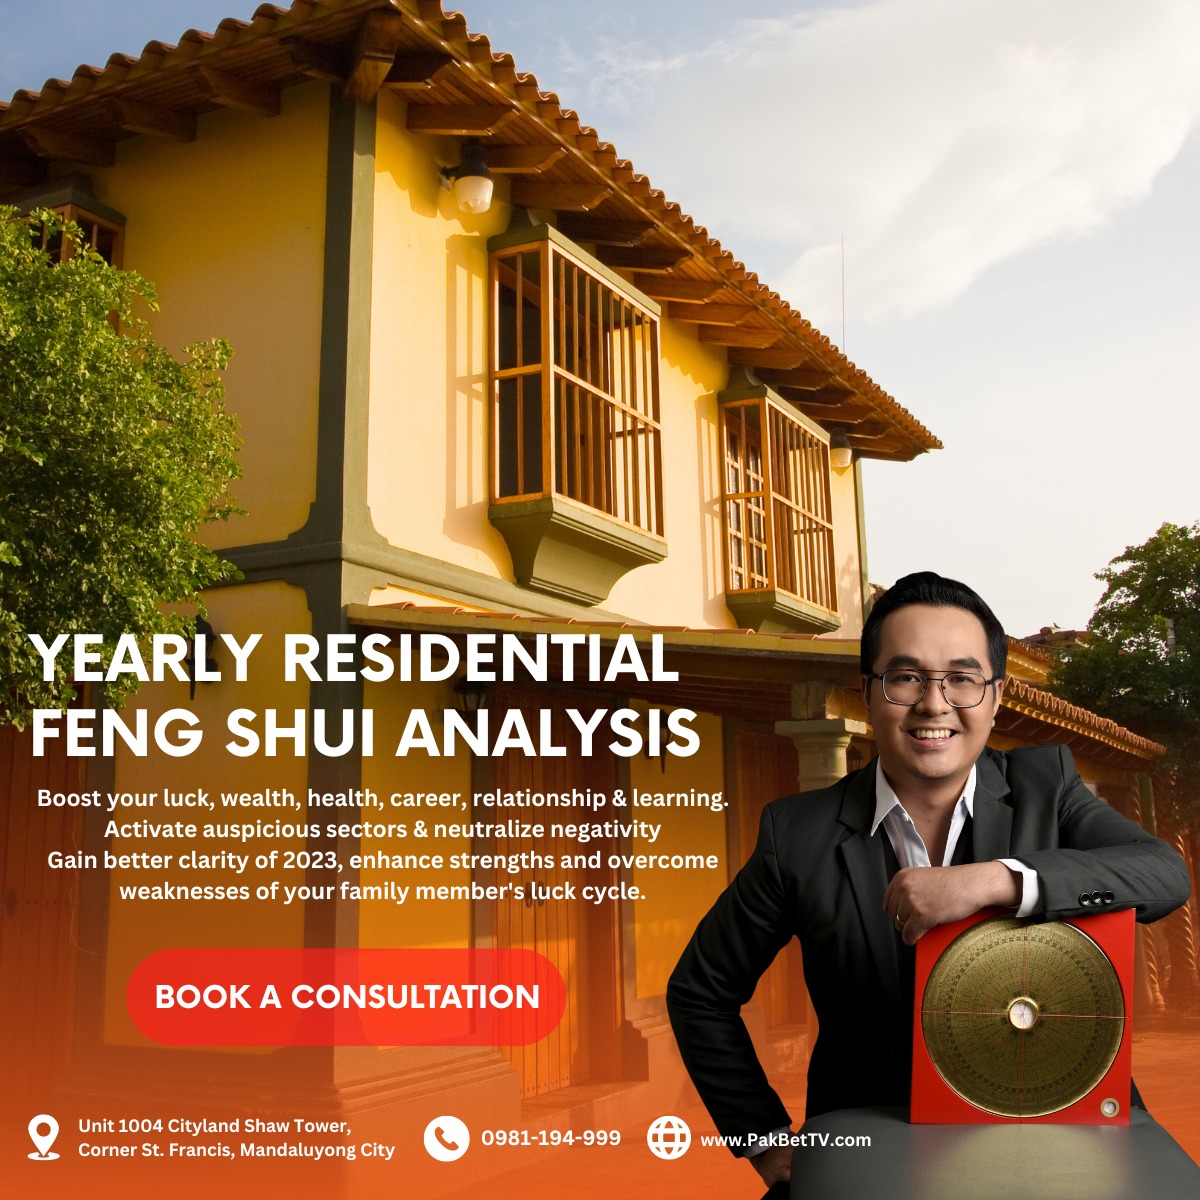 YEARLY RESIDENTIAL
FENG SHUI ANALYSIS
Boost your luck, wealth, health, career, relationship & learning.
Activate auspicious sectors & neutralize negativity
Gain better clarity of 2023, enhance strengths and overcome
weaknesses of your family member's luck cycle.
BOOK A CONSULTATION
Unit 1004 Cityland Shaw Tower,
Corner St. Francis, Mandaluyong City
0981-194-999
www.PakBetTV.com